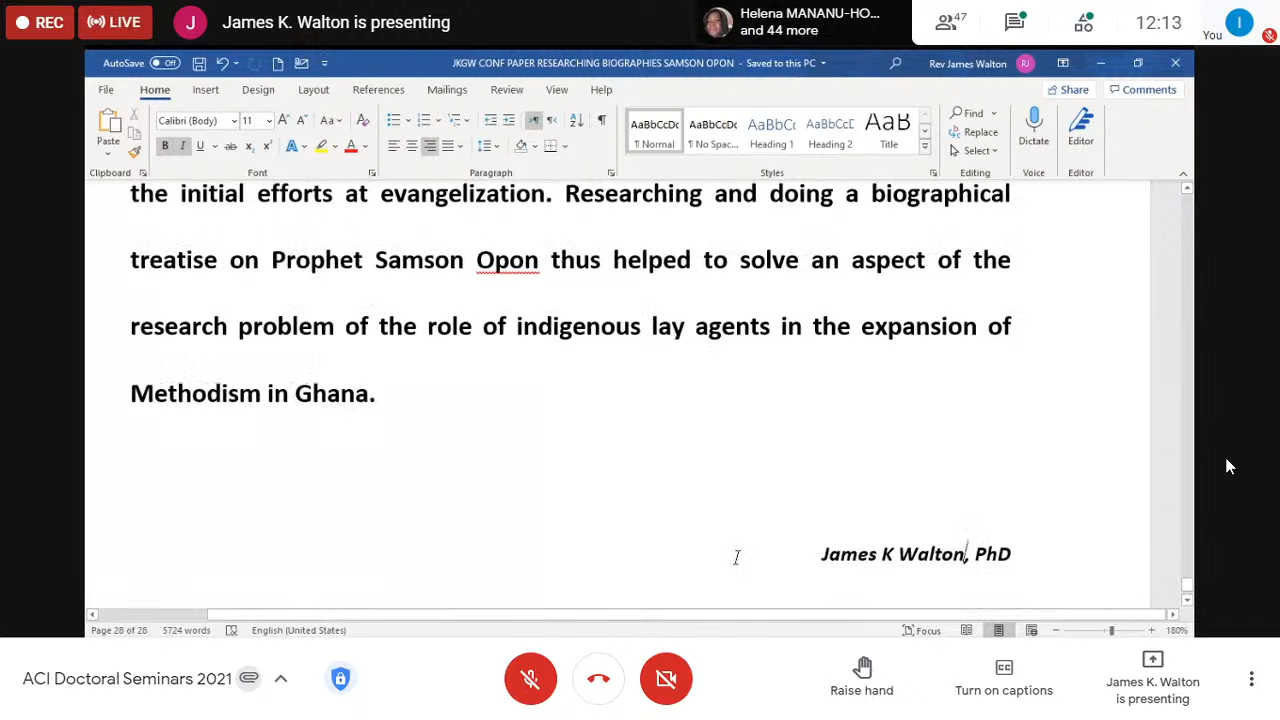 REC
LIVE
J
James K. Walton is presenting
Helena MANANU-HO...
and 44 more
47
12:13
You
I
AutoSave
Off
JKGW CONF PAPER RESEARCHING BIOGRAPHIES SAMSON OPON - Saved to this PC
Rev James Walton
RJ
File
Home
Insert
Design
Layout
References
Mailings
Review
View
Help
Share
Comments
Paste
Calibri (Body)
11
Find
Replace
Select
Dictate
Editor
AaBbCcDc
AaBbCcDc
AaBbC(
AaBbCcD
AaB
¶ Normal
¶ No Spac...
Heading 1
Heading 2
Title
Clipboard
Font
Paragraph
Styles
Editing
Voice
Editor
the initial efforts at evangelization. Researching and doing a biographical
treatise on Prophet Samson Opon thus helped to solve an aspect of the
research problem of the role of indigenous lay agents in the expansion of
Methodism in Ghana.
James K Walton, PhD
Page 28 of 28
5724 words
English (United States)
Focus
180%
ACI Doctoral Seminars 2021
Raise hand
Turn on captions
James K. Walton
is presenting